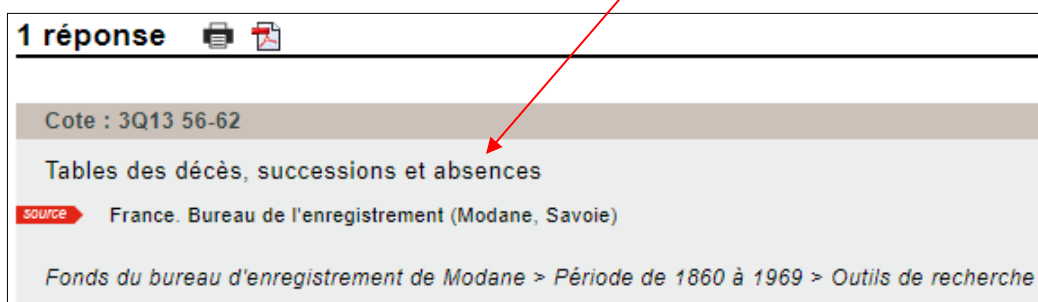 1 réponse
Cote : 3Q13 56-62
Tables des décès, successions et absences
source France. Bureau de l'enregistrement (Modane, Savoie)
Fonds du bureau d'enregistrement de Modane > Période de 1860 à 1969 > Outils de recherche